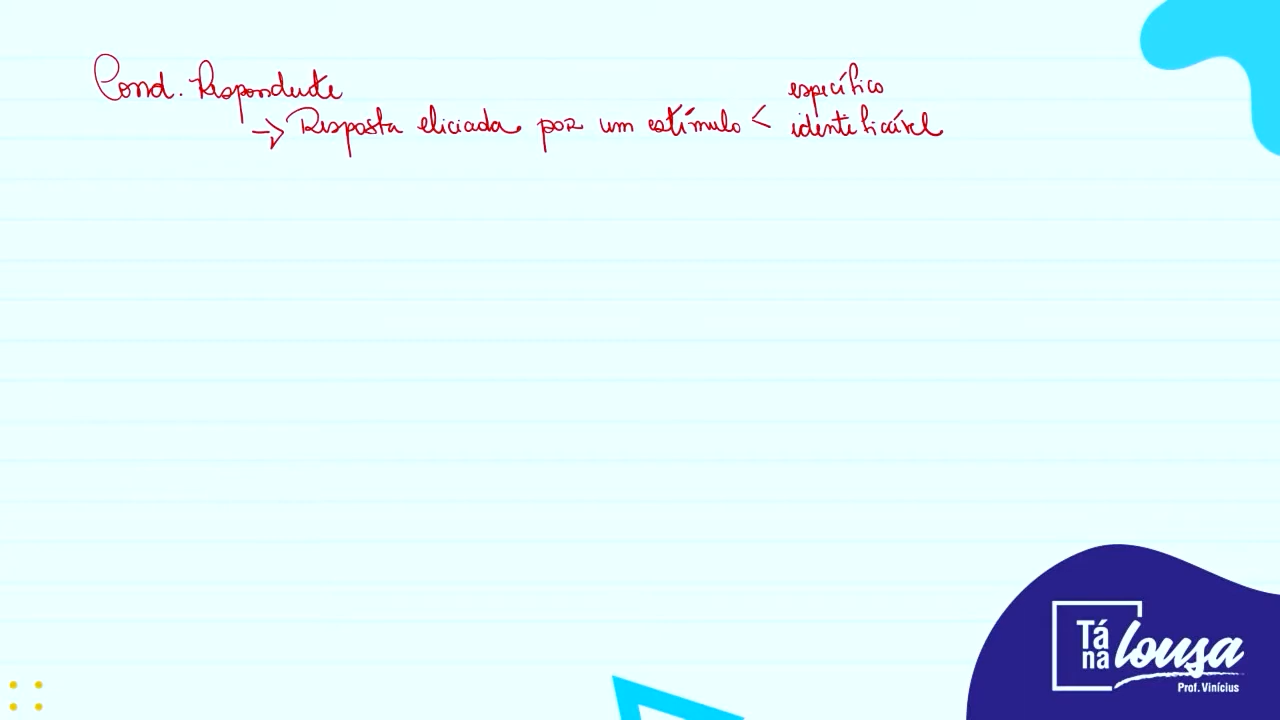 Cond. Respondente
específico
→ Resposta eliciada por um estímulo < identificável
Tá
na lousa
Prof. Vinícius